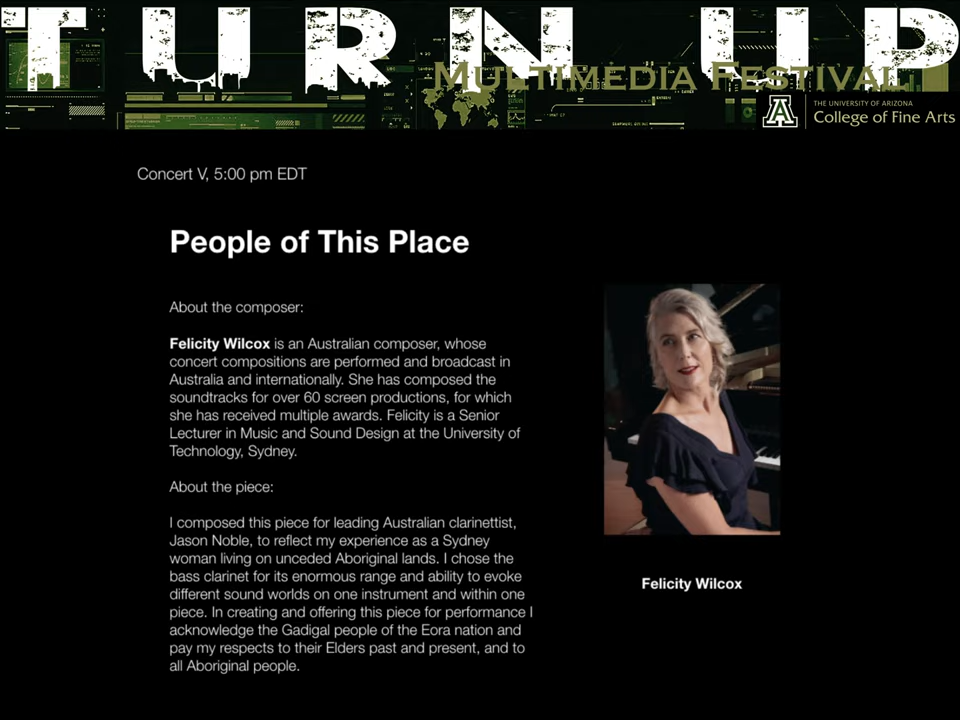 TURN UP
MULTIMEDIA FESTIVAL
A
THE UNIVERSITY OF ARIZONA
College of Fine Arts
Concert V, 5:00 pm EDT
People of This Place
About the composer:
Felicity Wilcox is an Australian composer, whose
concert compositions are performed and broadcast in
Australia and internationally. She has composed the
soundtracks for over 60 screen productions, for which
she has received multiple awards. Felicity is a Senior
Lecturer in Music and Sound Design at the University of
Technology, Sydney.
About the piece:
I composed this piece for leading Australian clarinettist,
Jason Noble, to reflect my experience as a Sydney
woman living on unceded Aboriginal lands. I chose the
bass clarinet for its enormous range and ability to evoke
different sound worlds on one instrument and within one
piece. In creating and offering this piece for performance I
acknowledge the Gadigal people of the Eora nation and
pay my respects to their Elders past and present, and to
all Aboriginal people.
Felicity Wilcox